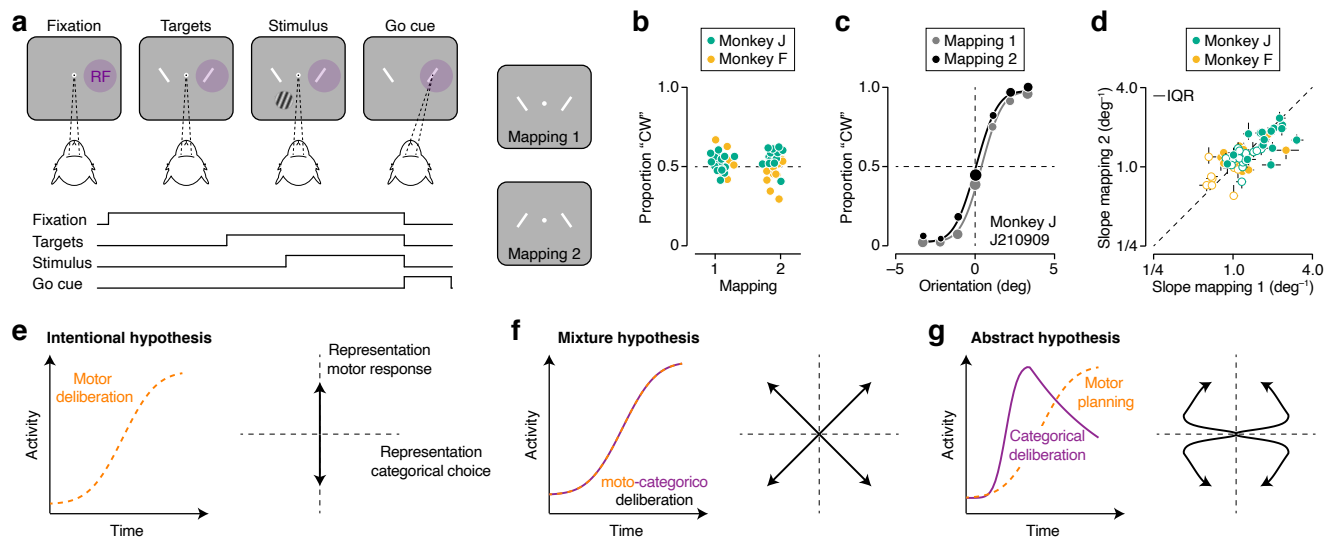 a
Fixation
Targets
Stimulus
Go cue
RF
Mapping 1
Mapping 2
Fixation
Targets
Stimulus
Go cue
b
Monkey J
Monkey F
1.0
0.5
0
Proportion “CW”
1
2
Mapping
c
Mapping 1
Mapping 2
1.0
0.5
0
Proportion “CW”
Monkey J
J210909
−5
0
5
Orientation (deg)
d
Monkey J
Monkey F
4.0
IQR
1.0
1/4
Slope mapping 2 (deg⁻¹)
1/4
1.0
4.0
Slope mapping 1 (deg⁻¹)
e
Intentional hypothesis
Motor
deliberation
Activity
Time
Representation
motor response
Representation
categorical choice
f
Mixture hypothesis
Activity
moto-categorico
deliberation
Time
g
Abstract hypothesis
Motor
planning
Categorical
deliberation
Activity
Time